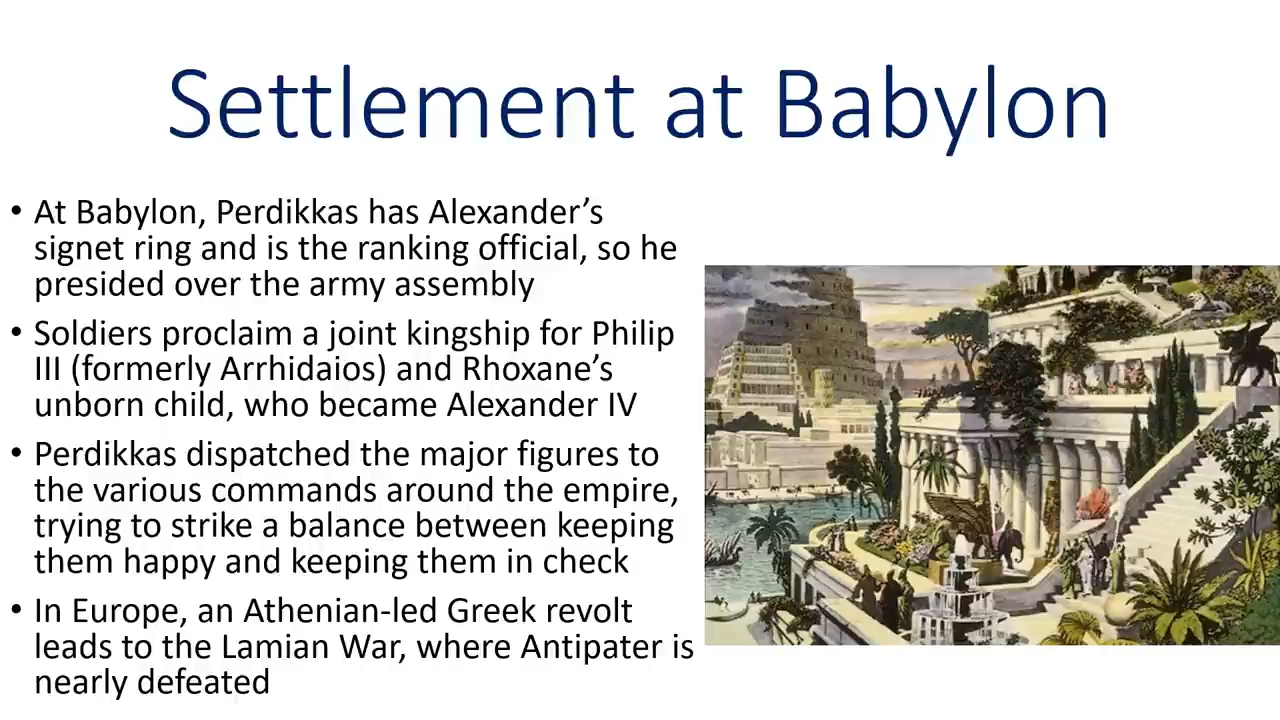 Settlement at Babylon
• At Babylon, Perdikkas has Alexander’s
signet ring and is the ranking official, so he
presided over the army assembly
• Soldiers proclaim a joint kingship for Philip
III (formerly Arrhidaios) and Rhoxane’s
unborn child, who became Alexander IV
• Perdikkas dispatched the major figures to
the various commands around the empire,
trying to strike a balance between keeping
them happy and keeping them in check
• In Europe, an Athenian-led Greek revolt
leads to the Lamian War, where Antipater is
nearly defeated